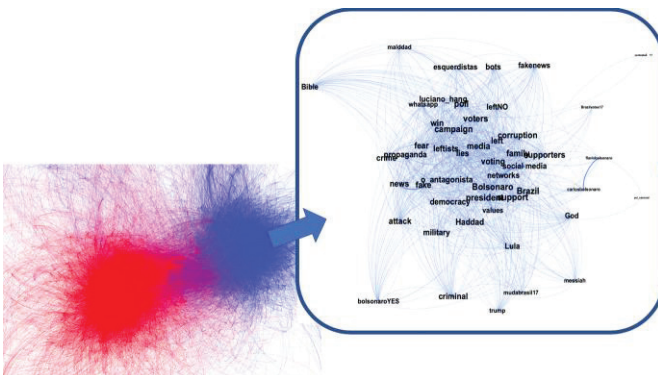 malddad
esquerdistas bots fakenews
Bible
luciano_hang
whatsapp poll leftNO
win voters
campaign
left corruption
fear media
leftists lies family
crime propaganda voting supporters
social media
networks
news fake o_antagonista
Bolsonaro Brazil
president support
democracy
values
attack Haddad God
military
Lula
messiah
mudabrasil17
bolsonaroYES criminal
trump
carlosbolsonaro